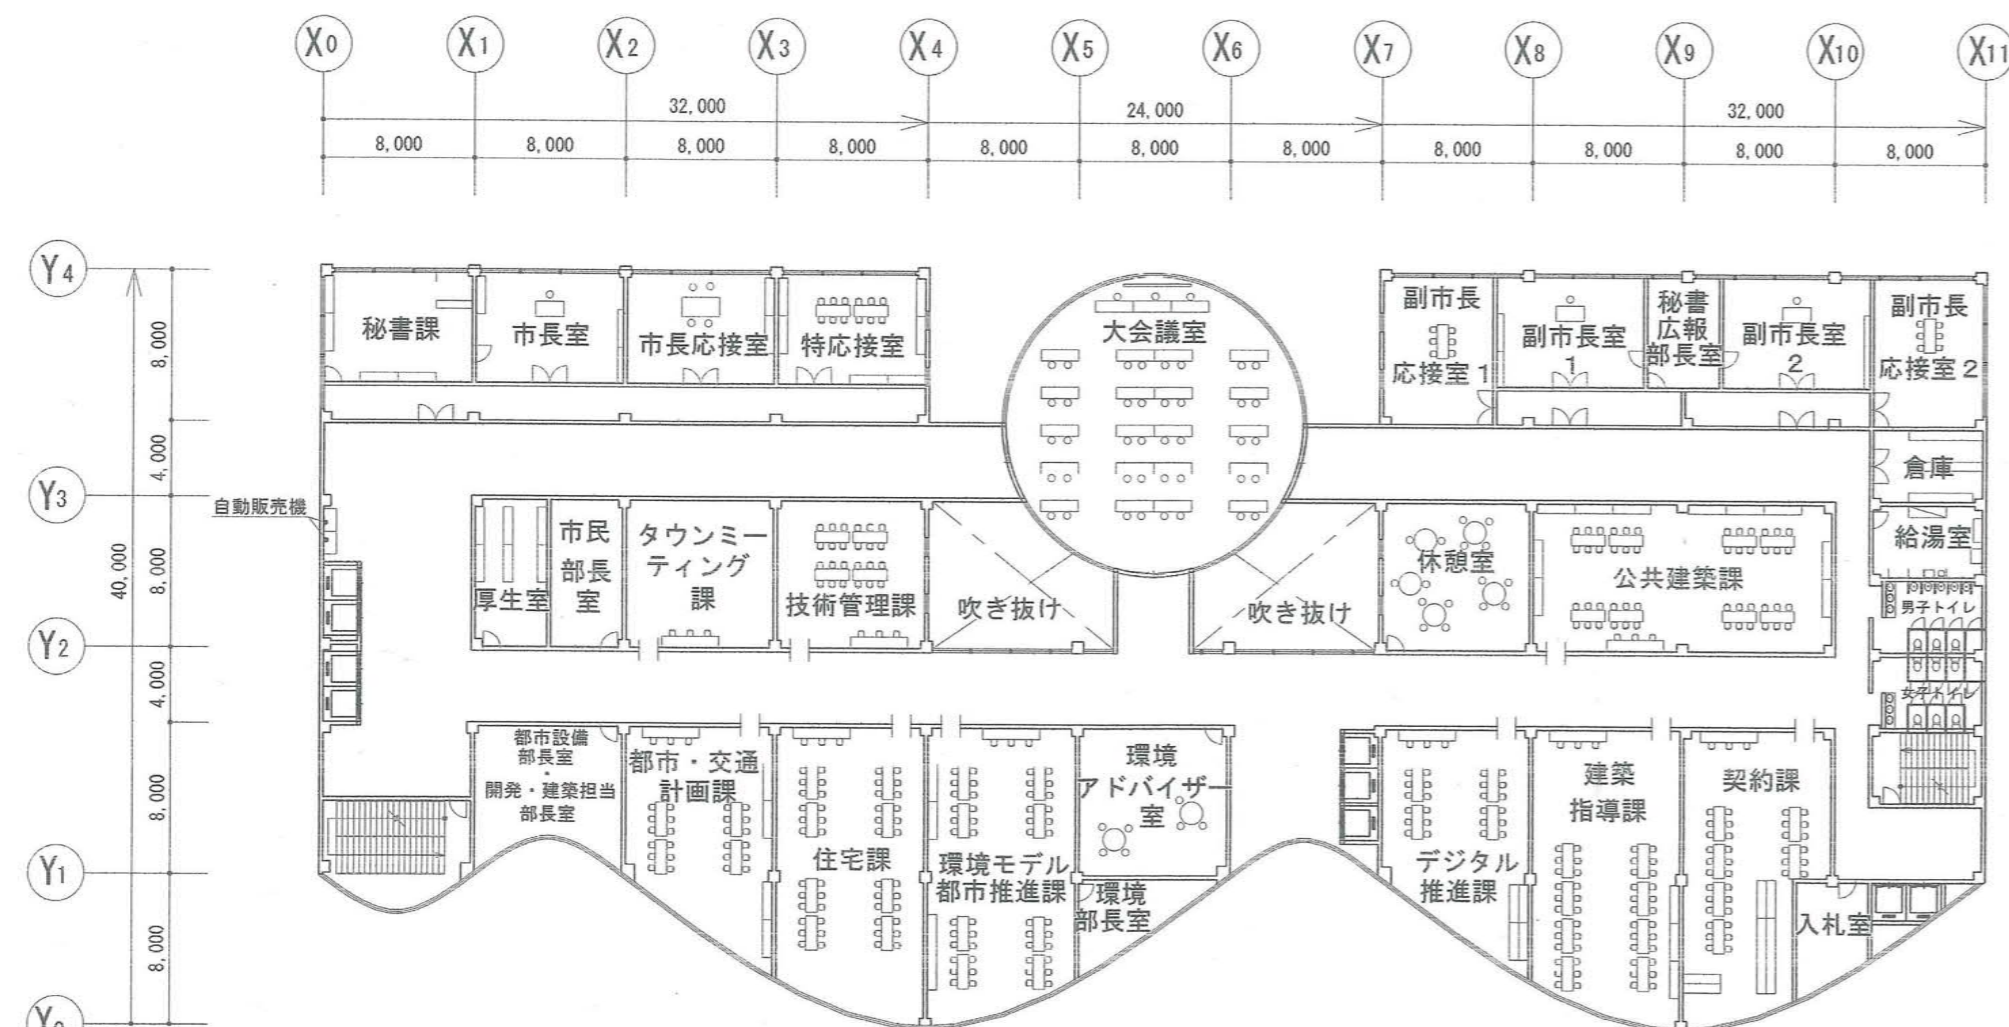 X0 X1 X2 X3 X4 X5 X6 X7 X8 X9 X10 X11
32,000 24,000 32,000
8,000 8,000 8,000 8,000 8,000 8,000 8,000 8,000 8,000 8,000 8,000
Y4
Y3
Y2
Y1
40,000
8,000
4,000
8,000
4,000
8,000
8,000
秘書課
市長室
市長応接室
特応接室
大会議室
副市長
応接室1
副市長室
1
秘書
広報
部長室
副市長室
2
副市長
応接室2
倉庫
給湯室
男子トイレ
女子トイレ
自動販売機
厚生室
市民
部長
室
タウンミー
ティング
課
技術管理課
吹き抜け
吹き抜け
休憩室
公共建築課
都市設備
部長室
・
開発・建築担当
部長室
都市・交通
計画課
住宅課
環境モデル
都市推進課
環境
アドバイザー
室
環境
部長室
デジタル
推進課
建築
指導課
契約課
入札室